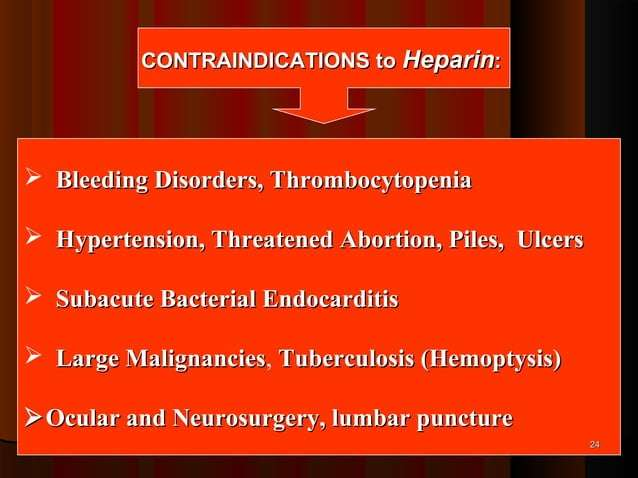 CONTRAINDICATIONS to Heparin:
➢ Bleeding Disorders, Thrombocytopenia
➢ Hypertension, Threatened Abortion, Piles, Ulcers
➢ Subacute Bacterial Endocarditis
➢ Large Malignancies, Tuberculosis (Hemoptysis)
➢Ocular and Neurosurgery, lumbar puncture
24